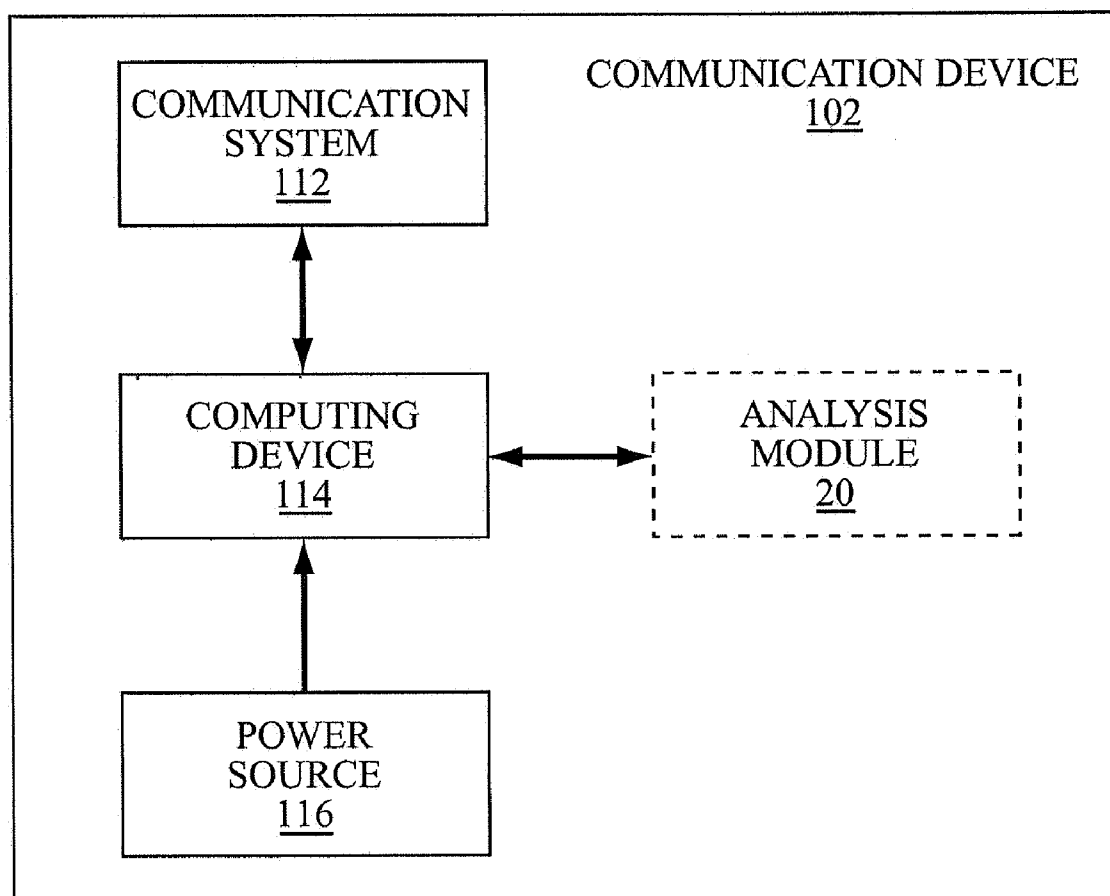 COMMUNICATION DEVICE
102
COMMUNICATION
SYSTEM
112
COMPUTING
DEVICE
114
ANALYSIS
MODULE
20
POWER
SOURCE
116